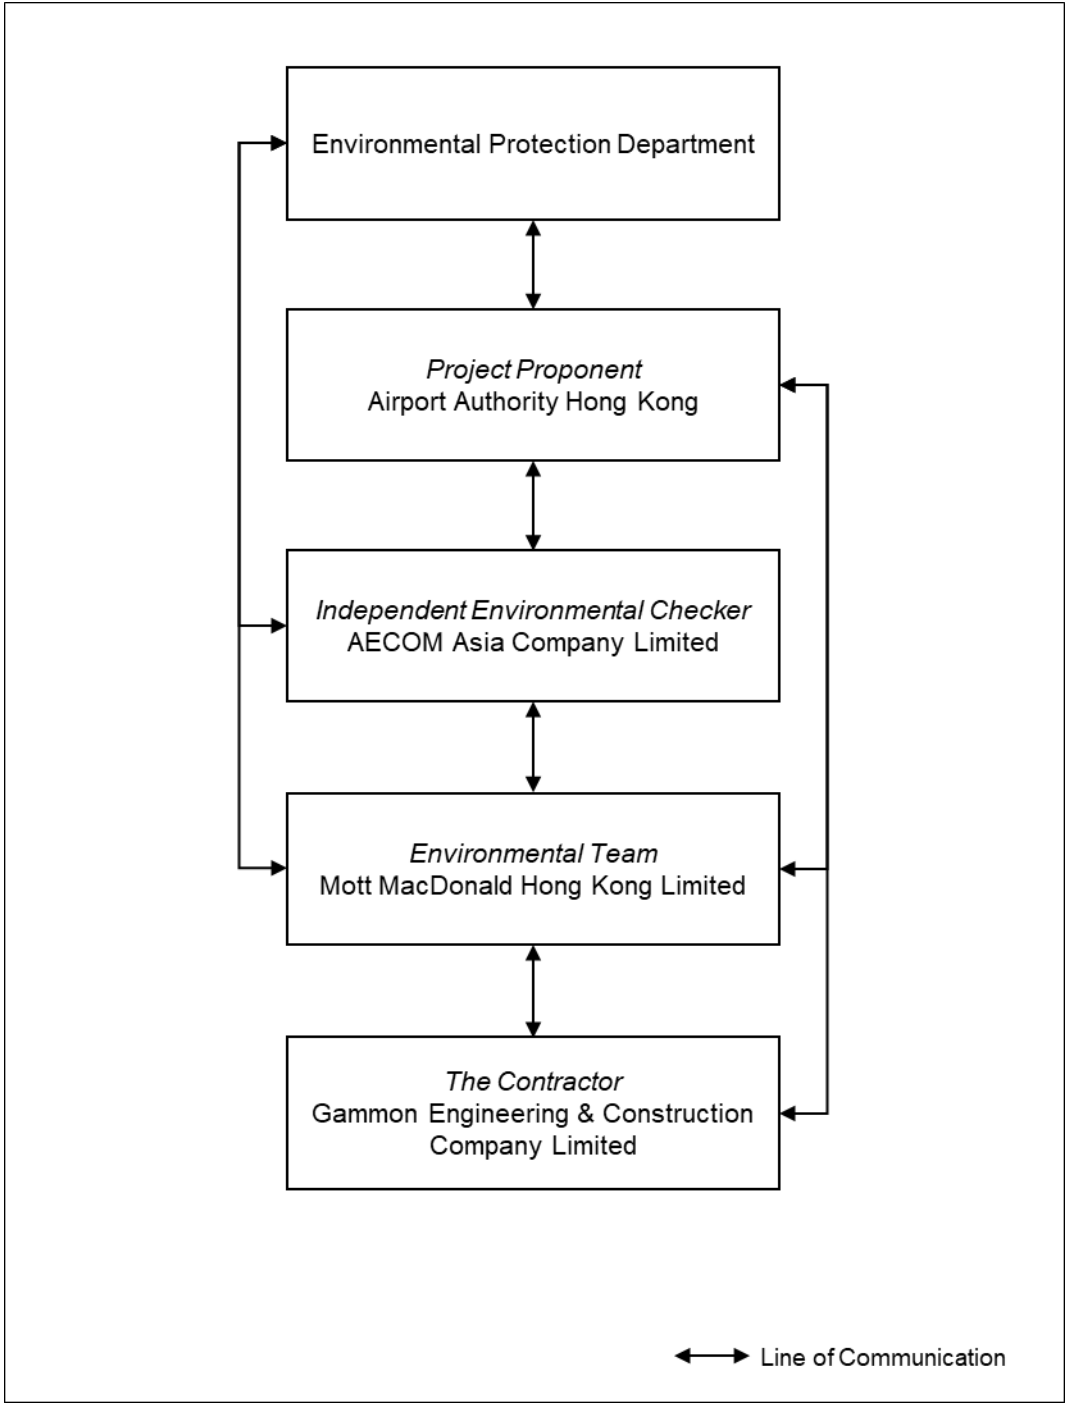 Environmental Protection Department
Project Proponent
Airport Authority Hong Kong
Independent Environmental Checker
AECOM Asia Company Limited
Environmental Team
Mott MacDonald Hong Kong Limited
The Contractor
Gammon Engineering & Construction
Company Limited
Line of Communication